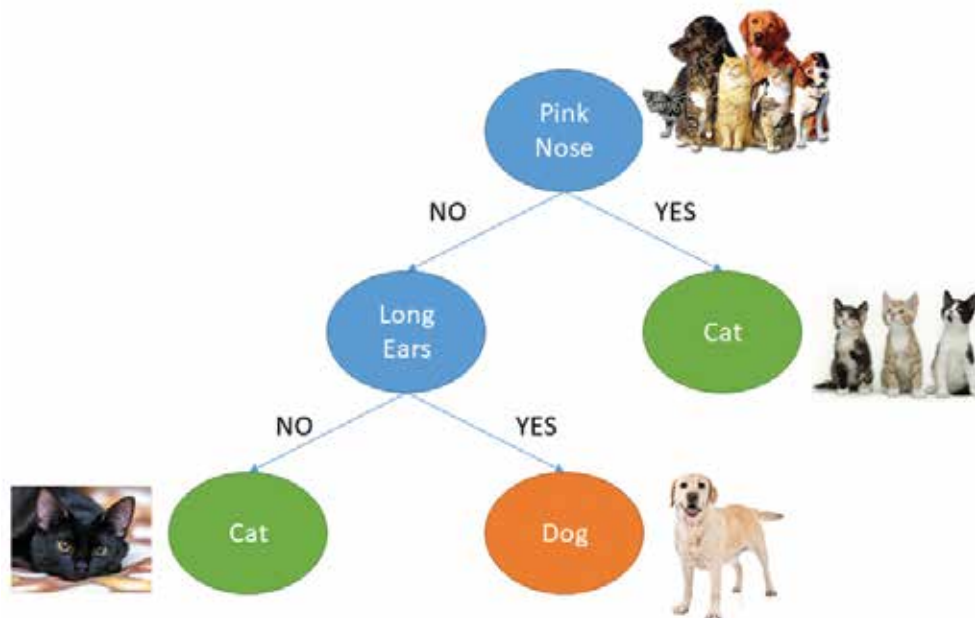 Pink
Nose
NO
YES
Long
Ears
Cat
NO
YES
Cat
Dog